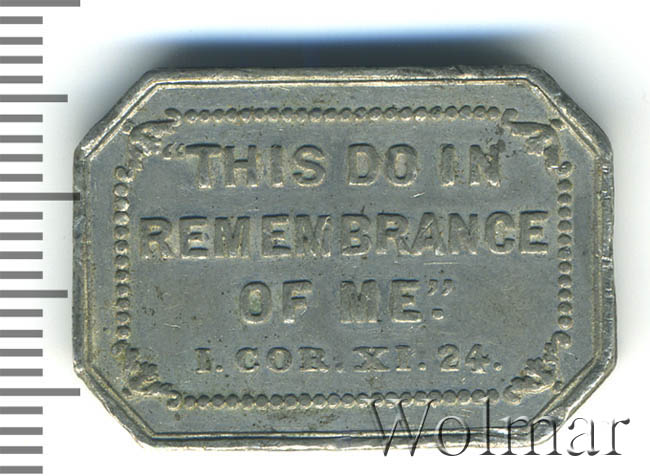 “THIS DO IN
REMEMBRANCE
OF ME”.
I. COR. XI. 24.
Wolmar